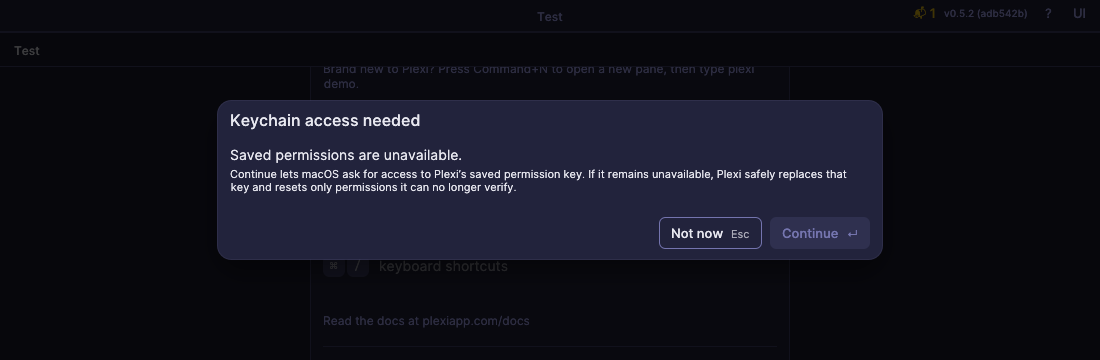 Test
1 v0.5.2 (adb542b) ? UI
Test
Brand new to Plexi? Press Command+N to open a new pane, then type plexi
demo.
Keychain access needed
Saved permissions are unavailable.
Continue lets macOS ask for access to Plexi's saved permission key. If it remains unavailable, Plexi safely replaces that
key and resets only permissions it can no longer verify.
Not now Esc
Continue ↵
⌘ / keyboard shortcuts
Read the docs at plexiapp.com/docs